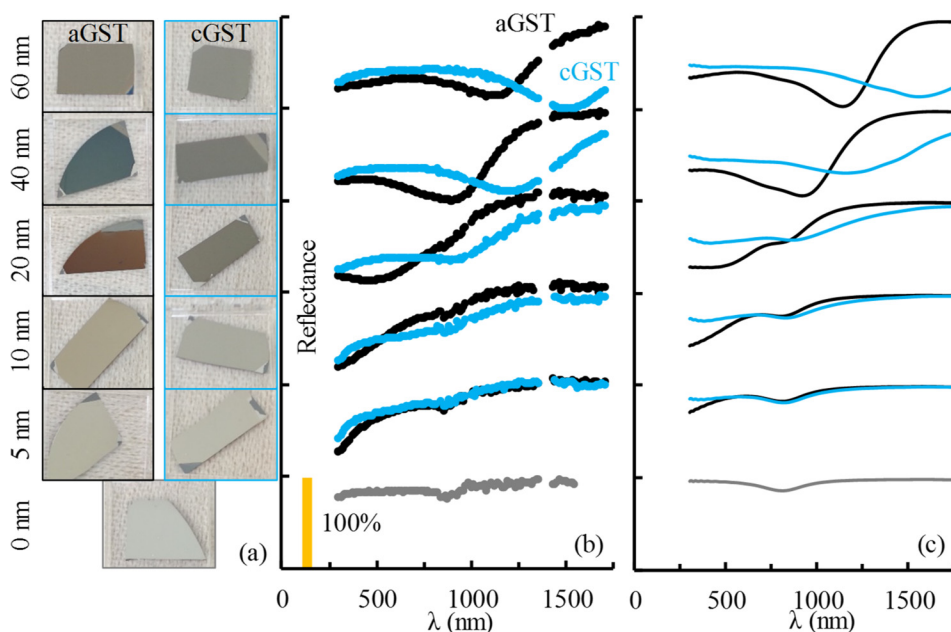 aGST
cGST
60 nm
40 nm
20 nm
10 nm
5 nm
0 nm
(a)
Reflectance
aGST
cGST
100%
(b)
0
500
1000
1500
λ (nm)
(c)
0
500
1000
1500
λ (nm)